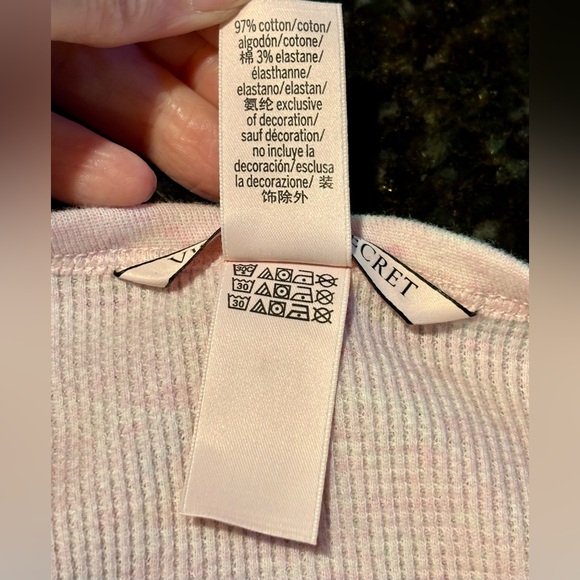 97% cotton/coton/
algodón/cotone/
棉 3% elastane/
élasthanne/
elastano/elastan/
氨纶 exclusive
of decoration/
sauf décoration/
no incluye la
decoración/esclusa
la decorazione/ 装
饰除外
30°C
30
30
ECRET